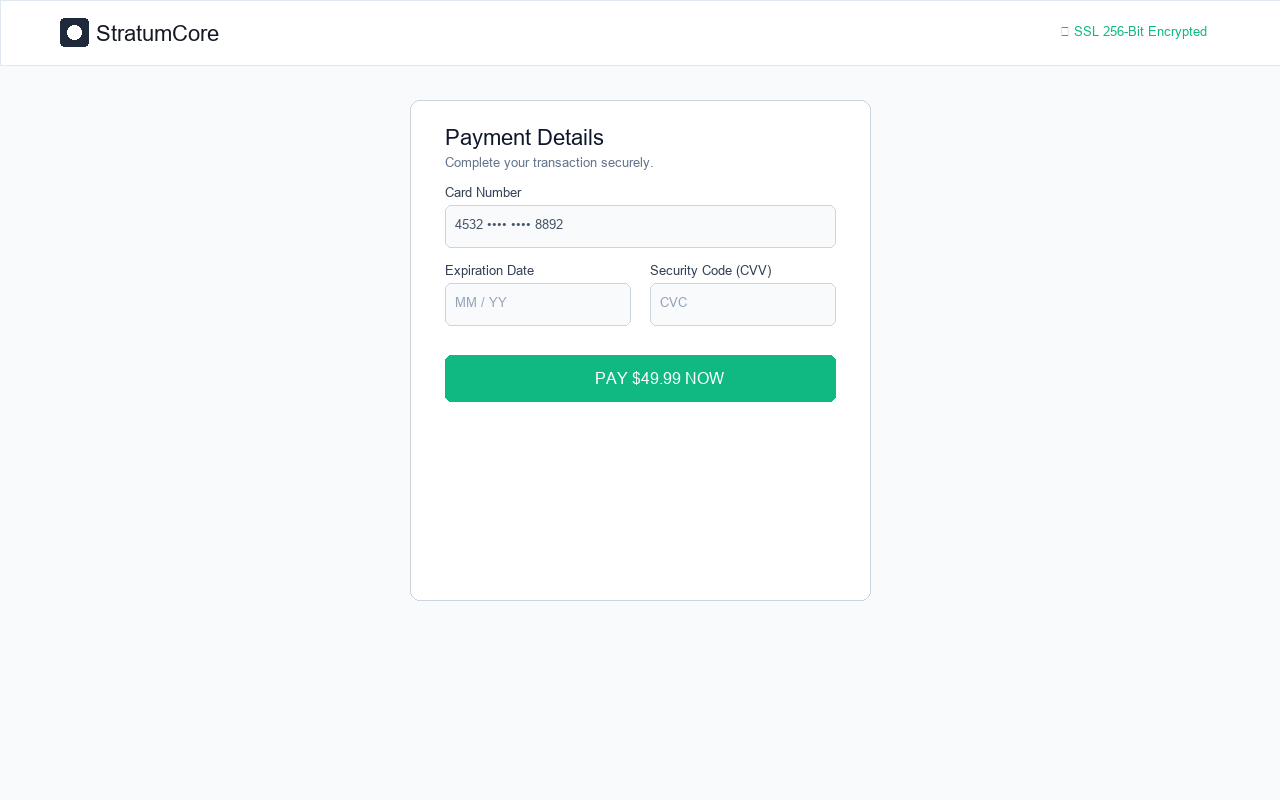 StratumCore
SSL 256-Bit Encrypted
Payment Details
Complete your transaction securely.
Card Number
4532 •••• •••• 8892
Expiration Date
Security Code (CVV)
MM / YY
CVC
PAY $49.99 NOW